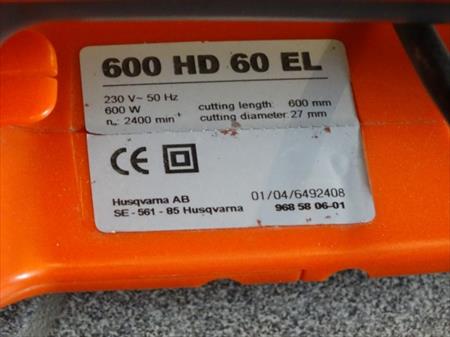 600 HD 60 EL
230 V~ 50 Hz
600 W cutting length: 600 mm
n₀: 2400 min⁻¹ cutting diameter: 27 mm
CE
Husqvarna AB 01/04/6492408
SE - 561 - 85 Husqvarna 968 58 06-01